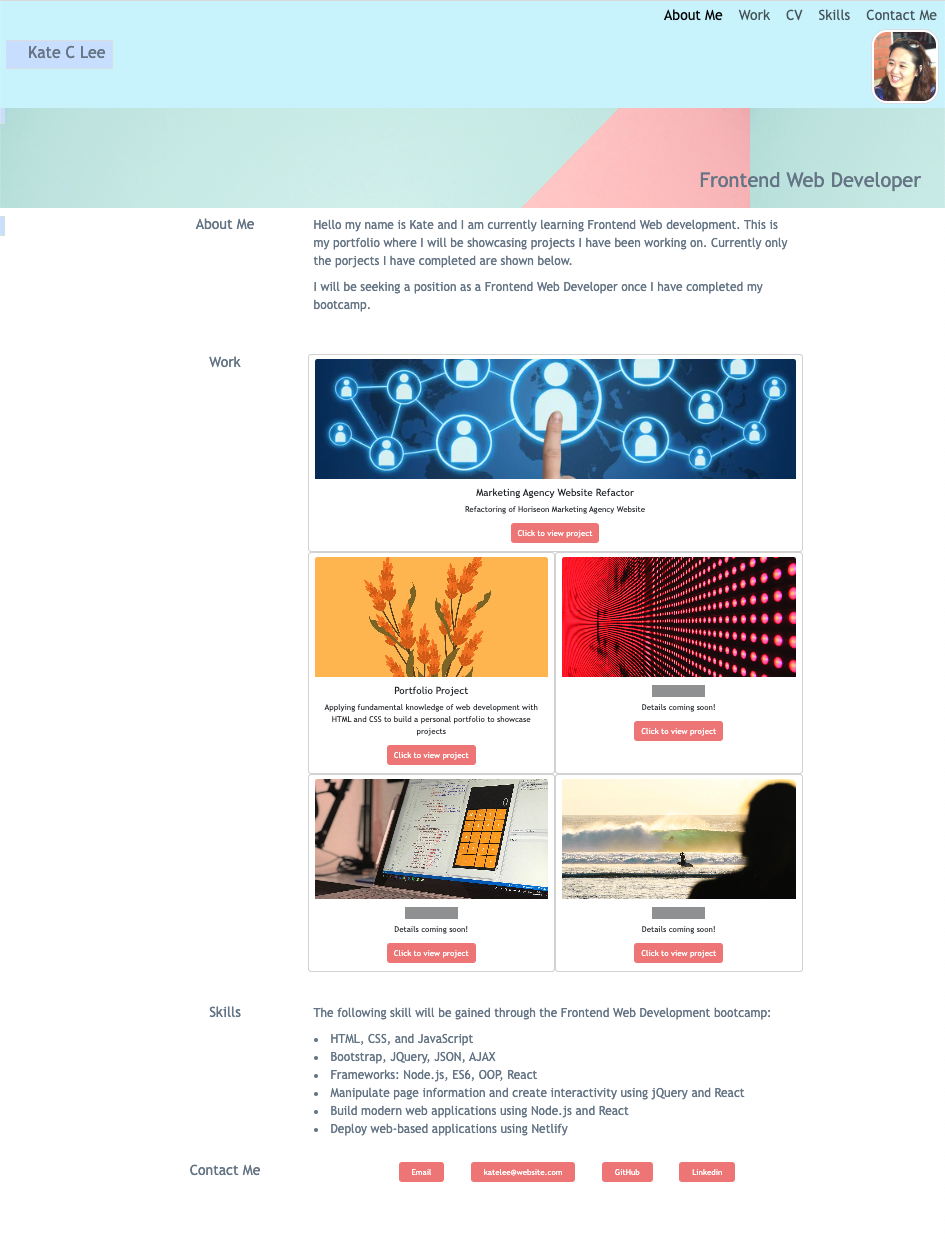 About Me Work CV Skills Contact Me
Kate C Lee
Frontend Web Developer
About Me
Hello my name is Kate and I am currently learning Frontend Web development. This is
my portfolio where I will be showcasing projects I have been working on. Currently only
the porjects I have completed are shown below.
I will be seeking a position as a Frontend Web Developer once I have completed my
bootcamp.
Work
Marketing Agency Website Refactor
Refactoring of Horiseon Marketing Agency Website
Click to view project
Portfolio Project
Applying fundamental knowledge of web development with
HTML and CSS to build a personal portfolio to showcase
projects
Click to view project
Details coming soon!
Click to view project
Details coming soon!
Click to view project
Details coming soon!
Click to view project
Skills
The following skill will be gained through the Frontend Web Development bootcamp:
• HTML, CSS, and JavaScript
• Bootstrap, JQuery, JSON, AJAX
• Frameworks: Node.js, ES6, OOP, React
• Manipulate page information and create interactivity using jQuery and React
• Build modern web applications using Node.js and React
• Deploy web-based applications using Netlify
Contact Me
Email katelee@website.com GitHub Linkedin